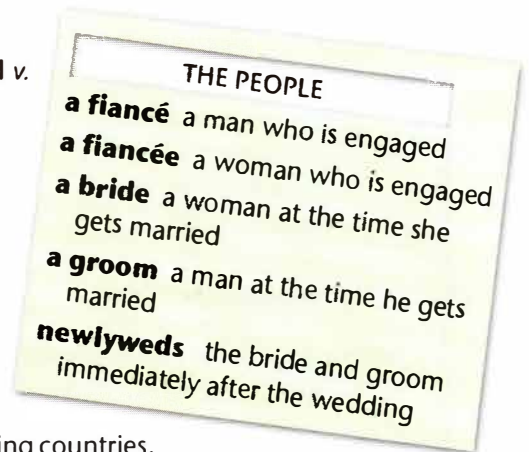 v.
THE PEOPLE
a fiancé a man who is engaged
a fiancée a woman who is engaged
a bride a woman at the time she
gets married
a groom a man at the time he gets
married
newlyweds the bride and groom
immediately after the wedding
countries.